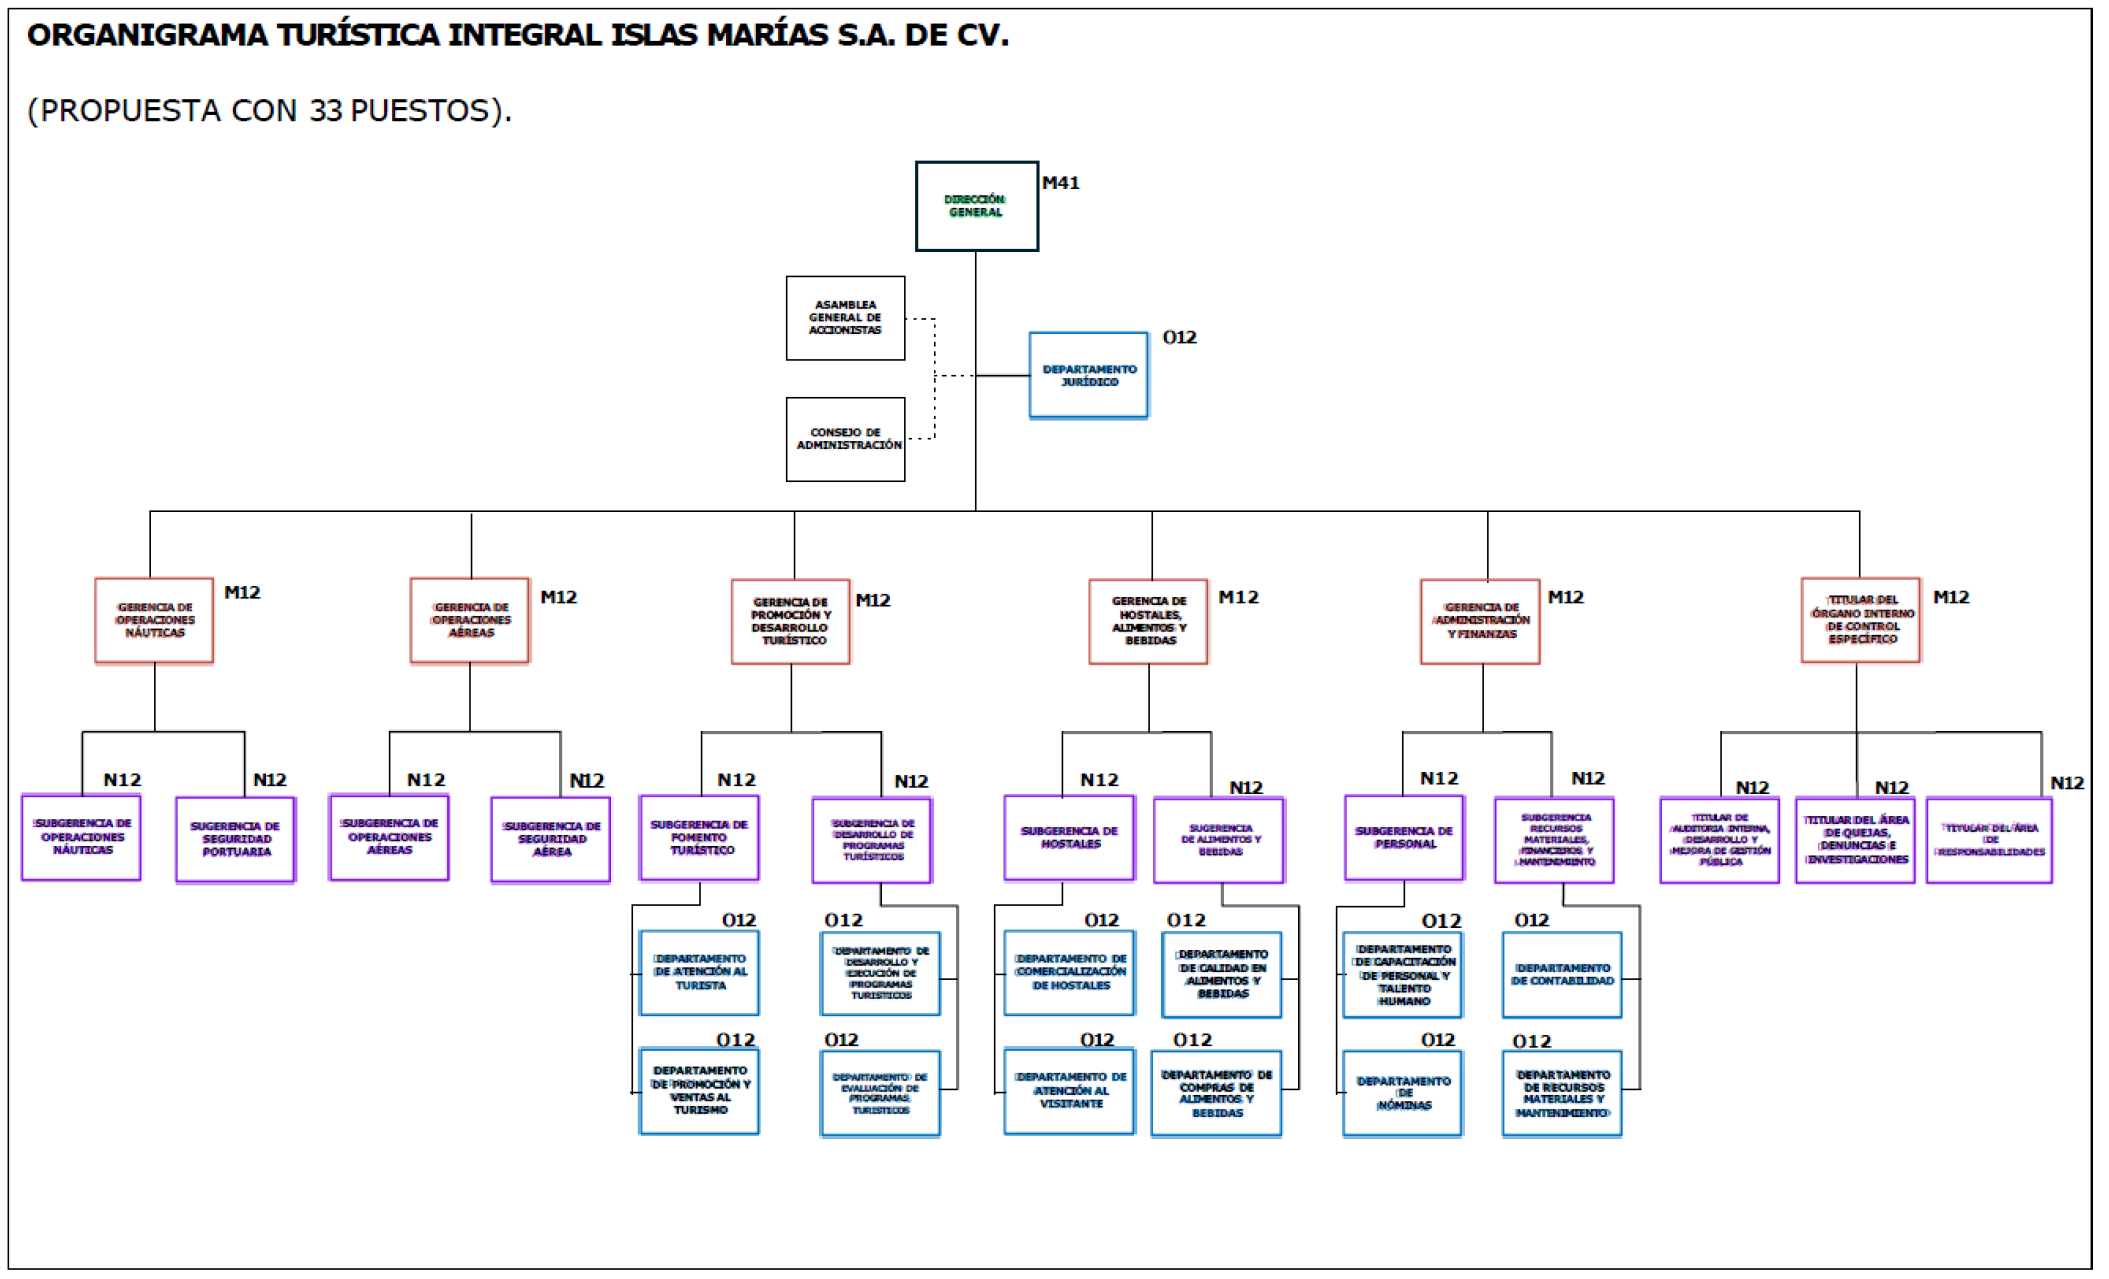 ORGANIGRAMA TURÍSTICA INTEGRAL ISLAS MARÍAS S.A. DE CV.
(PROPUESTA CON 33 PUESTOS).
DIRECCIÓN
GENERAL
M41
ASAMBLEA
GENERAL DE
ACCIONISTAS
DEPARTAMENTO
JURÍDICO
O12
CONSEJO DE
ADMINISTRACIÓN
GERENCIA DE
OPERACIONES
NÁUTICAS
M12
GERENCIA DE
OPERACIONES
AÉREAS
M12
GERENCIA DE
PROMOCIÓN Y
DESARROLLO
TURÍSTICO
M12
GERENCIA DE
HOSTALES,
ALIMENTOS Y
BEBIDAS
M12
GERENCIA DE
ADMINISTRACIÓN
Y FINANZAS
M12
TITULAR DEL
ÓRGANO INTERNO
DE CONTROL
ESPECÍFICO
M12
N12
SUBGERENCIA DE
OPERACIONES
NÁUTICAS
N12
SUGERENCIA DE
SEGURIDAD
PORTUARIA
N12
SUBGERENCIA DE
OPERACIONES
AÉREAS
N12
SUBGERENCIA DE
SEGURIDAD
AÉREA
N12
SUBGERENCIA DE
FOMENTO
TURÍSTICO
N12
SUBGERENCIA DE
DESARROLLO DE
PROGRAMAS
TURÍSTICOS
N12
SUBGERENCIA DE
HOSTALES
N12
SUGERENCIA
DE ALIMENTOS Y
BEBIDAS
N12
SUBGERENCIA DE
PERSONAL
N12
SUBGERENCIA
RECURSOS
MATERIALES,
FINANCIEROS Y
MANTENIMIENTO
N12
TITULAR DE
AUDITORIA INTERNA,
DESARROLLO Y
MEJORA DE GESTIÓN
PÚBLICA
N12
TITULAR DEL ÁREA
DE QUEJAS,
DENUNCIAS E
INVESTIGACIONES
N12
TITULAR DEL ÁREA
DE
RESPONSABILIDADES
O12
DEPARTAMENTO
DE ATENCIÓN AL
TURISTA
O12
DEPARTAMENTO DE
DESARROLLO Y
EJECUCIÓN DE
PROGRAMAS
TURISTICOS
O12
DEPARTAMENTO DE
COMERCIALIZACIÓN
DE HOSTALES
O12
DEPARTAMENTO
DE CALIDAD EN
ALIMENTOS Y
BEBIDAS
O12
DEPARTAMENTO
DE CAPACITACIÓN
DE PERSONAL Y
TALENTO
HUMANO
O12
DEPARTAMENTO
DE CONTABILIDAD
O12
DEPARTAMENTO
DE PROMOCIÓN Y
VENTAS AL
TURISMO
O12
DEPARTAMENTO DE
EVALUACIÓN DE
PROGRAMAS
TURISTICOS
O12
DEPARTAMENTO DE
ATENCIÓN AL
VISITANTE
O12
DEPARTAMENTO DE
COMPRAS DE
ALIMENTOS Y
BEBIDAS
O12
DEPARTAMENTO
DE
NÓMINAS
O12
DEPARTAMENTO
DE RECURSOS
MATERIALES Y
MANTENIMIENTO